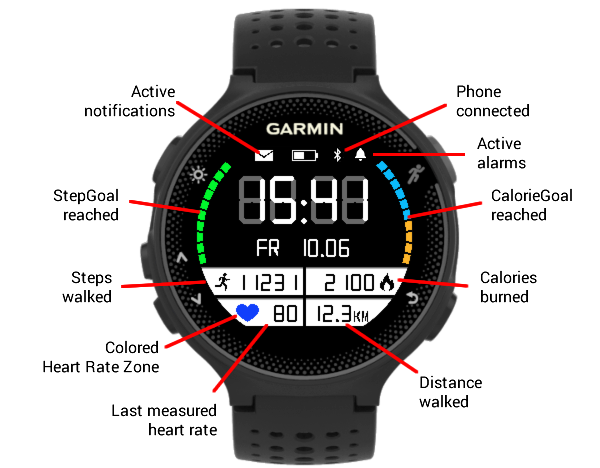 Active
notifications
Phone
connected
GARMIN
Active
alarms
15:41
StepGoal
reached
CalorieGoal
reached
FR 10.06
Steps
walked
11231
2100
Calories
burned
80
12.3KM
Colored
Heart Rate Zone
Distance
walked
Last measured
heart rate